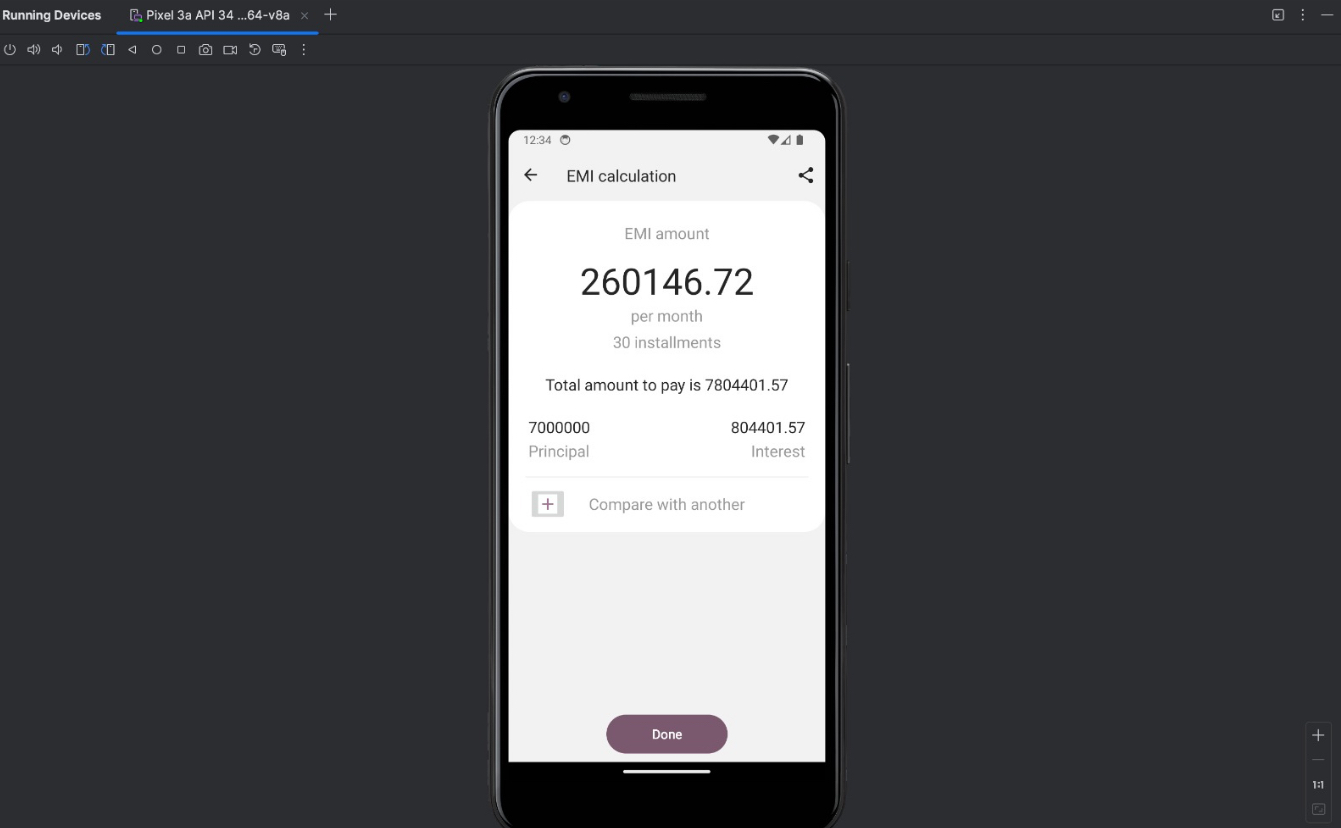 Running Devices
Pixel 3a API 34 ...64-v8a
12:34
EMI calculation
EMI amount
260146.72
per month
30 installments
Total amount to pay is 7804401.57
7000000 804401.57
Principal Interest
Compare with another
Done
1:1